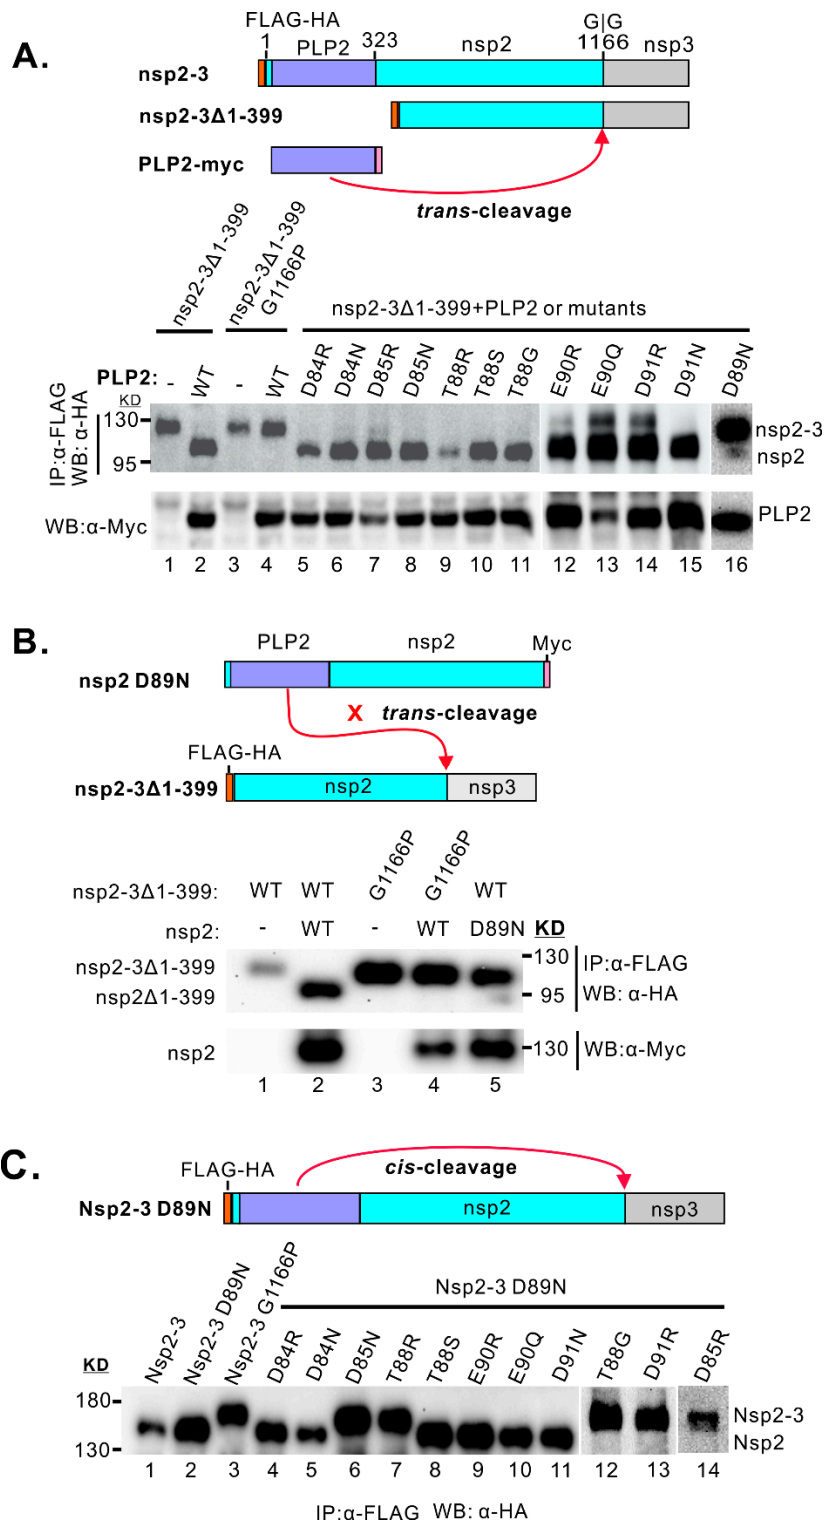 A.
FLAG-HA
G|G
1 PLP2 323 nsp2 1166 nsp3
nsp2-3
nsp2-3Δ1-399
PLP2-myc
trans-cleavage
nsp2-3Δ1-399
nsp2-3Δ1-399 G1166P
nsp2-3Δ1-399+PLP2 or mutants
PLP2: - WT - WT D84R D84N D85R D85N T88R T88S T88G E90R E90Q D91R D91N D89N
KD
130
95
IP:α-FLAG
WB: α-HA
nsp2-3
nsp2
WB:α-Myc
PLP2
1 2 3 4 5 6 7 8 9 10 11 12 13 14 15 16
B.
PLP2 nsp2 Myc
nsp2 D89N
X trans-cleavage
FLAG-HA
nsp2-3Δ1-399 nsp2 nsp3
nsp2-3Δ1-399: WT WT G1166P G1166P WT
nsp2: - WT - WT D89N KD
nsp2-3Δ1-399
nsp2Δ1-399
130
95
IP:α-FLAG
WB: α-HA
nsp2
130
WB:α-Myc
1 2 3 4 5
C.
FLAG-HA
cis-cleavage
Nsp2-3 D89N nsp2 nsp3
Nsp2-3 D89N
Nsp2-3 Nsp2-3 D89N Nsp2-3 G1166P D84R D84N D85N T88R T88S E90R E90Q D91N T88G D91R D85R
KD
180
130
Nsp2-3
Nsp2
1 2 3 4 5 6 7 8 9 10 11 12 13 14
IP:α-FLAG WB: α-HA